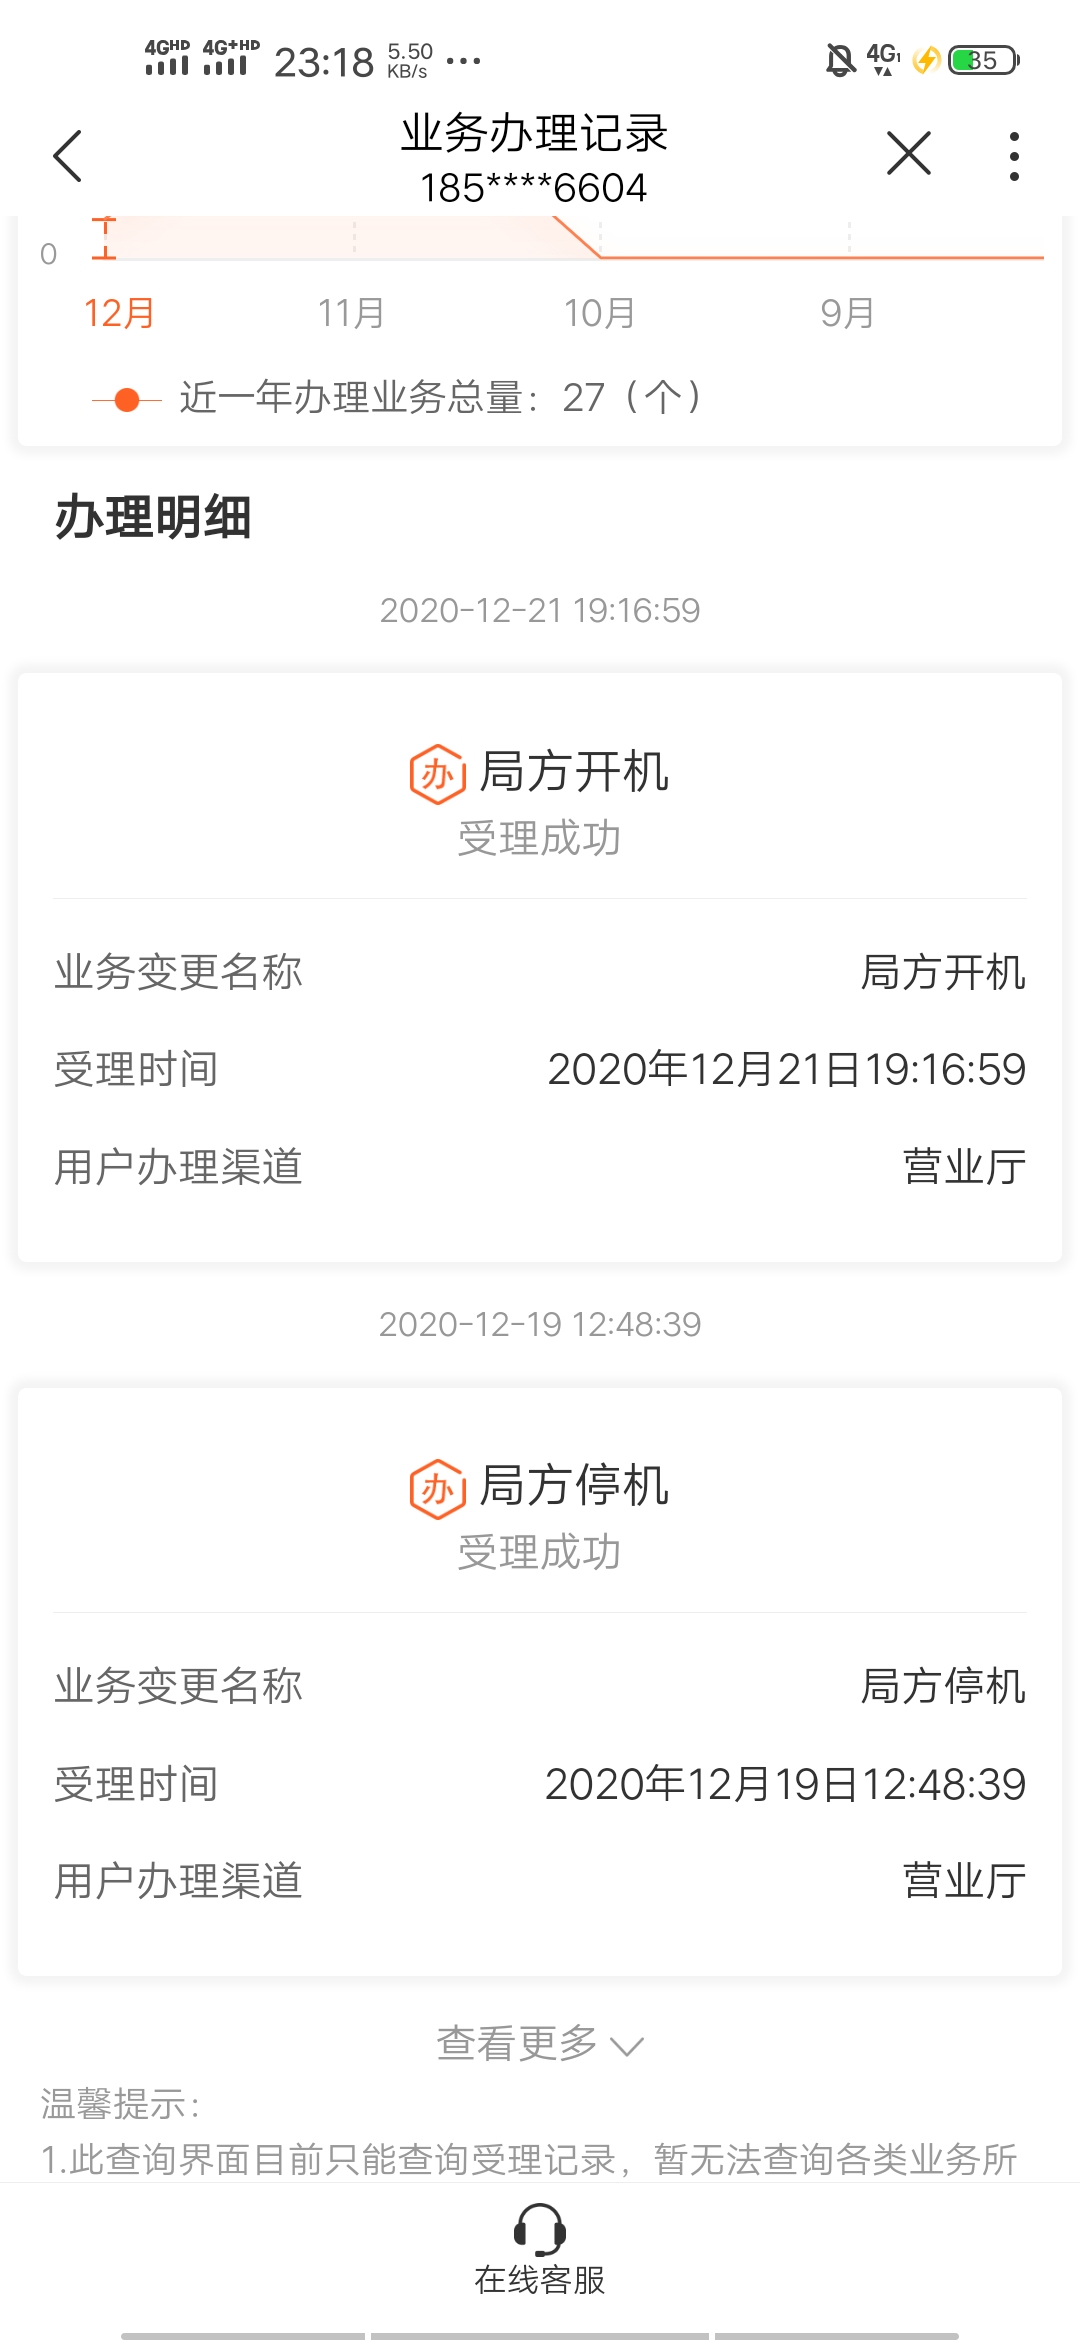 4GHD 4G+HD 23:18 5.50 KB/s ··· 4G1 35
业务办理记录
185****6604
0
12月 11月 10月 9月
近一年办理业务总量：27（个）
办理明细
2020-12-21 19:16:59
办 局方开机
受理成功
业务变更名称 局方开机
受理时间 2020年12月21日19:16:59
用户办理渠道 营业厅
2020-12-19 12:48:39
办 局方停机
受理成功
业务变更名称 局方停机
受理时间 2020年12月19日12:48:39
用户办理渠道 营业厅
查看更多
温馨提示：
1.此查询界面目前只能查询受理记录，暂无法查询各类业务所
在线客服